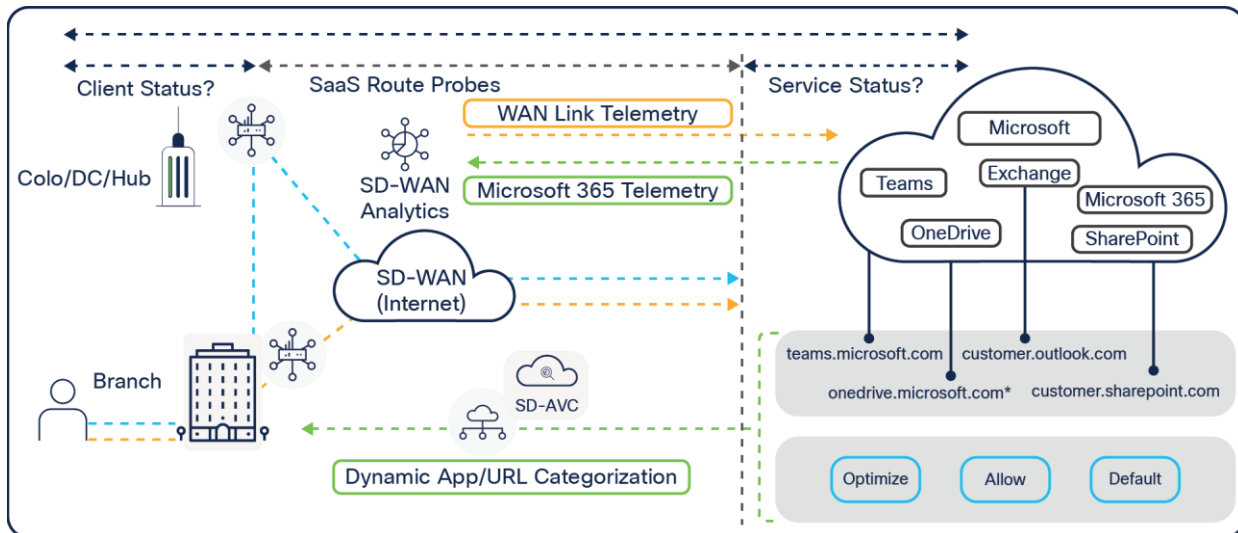 Client Status?
SaaS Route Probes
Service Status?
WAN Link Telemetry
Microsoft
Colo/DC/Hub
SD-WAN
Analytics
Microsoft 365 Telemetry
Teams
Exchange
Microsoft 365
OneDrive
SharePoint
SD-WAN
(Internet)
teams.microsoft.com
customer.outlook.com
onedrive.microsoft.com*
customer.sharepoint.com
Branch
SD-AVC
Dynamic App/URL Categorization
Optimize
Allow
Default